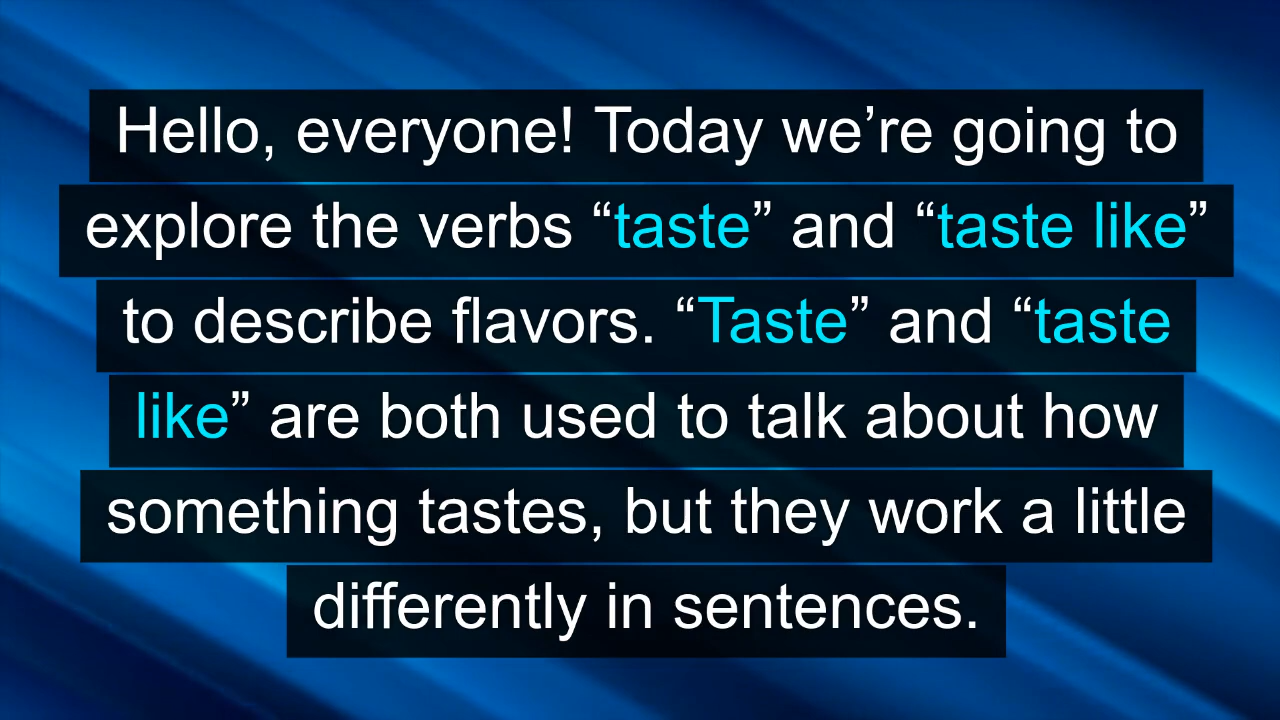 Hello, everyone! Today we’re going to
explore the verbs “taste” and “taste like”
to describe flavors. “Taste” and “taste
like” are both used to talk about how
something tastes, but they work a little
differently in sentences.